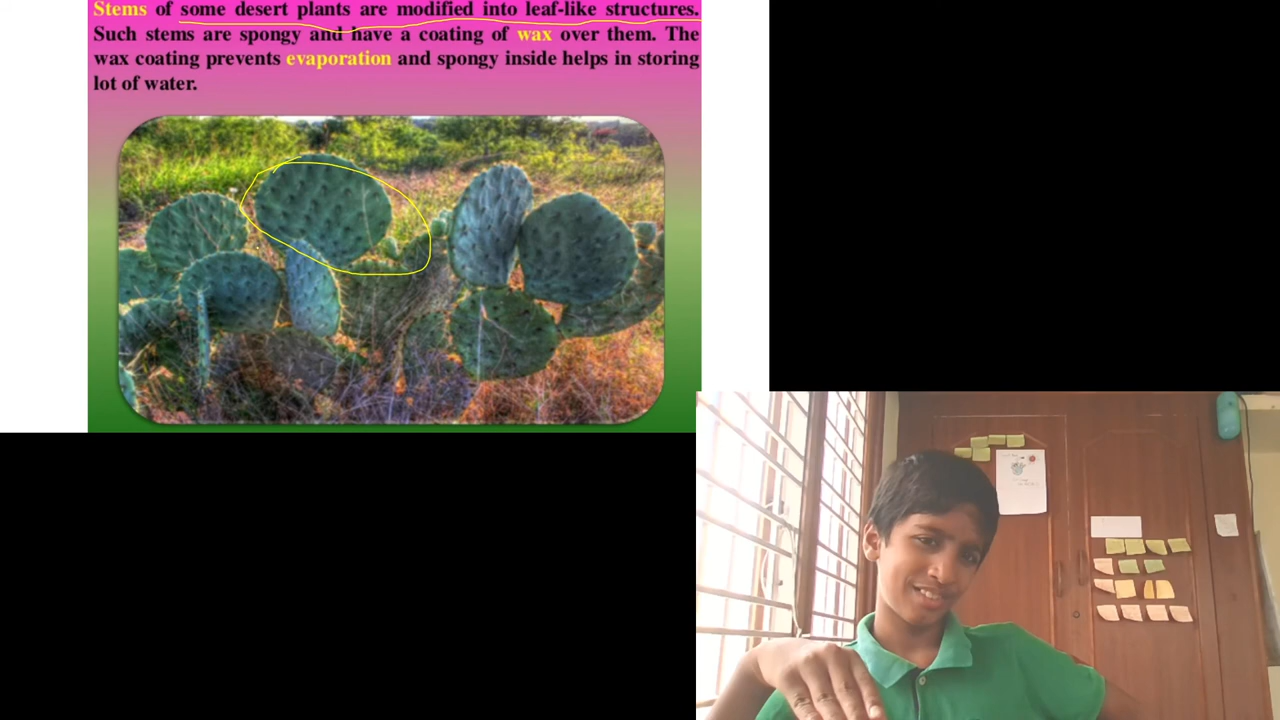 Stems of some desert plants are modified into leaf-like structures.
Such stems are spongy and have a coating of wax over them. The
wax coating prevents evaporation and spongy inside helps in storing
lot of water.